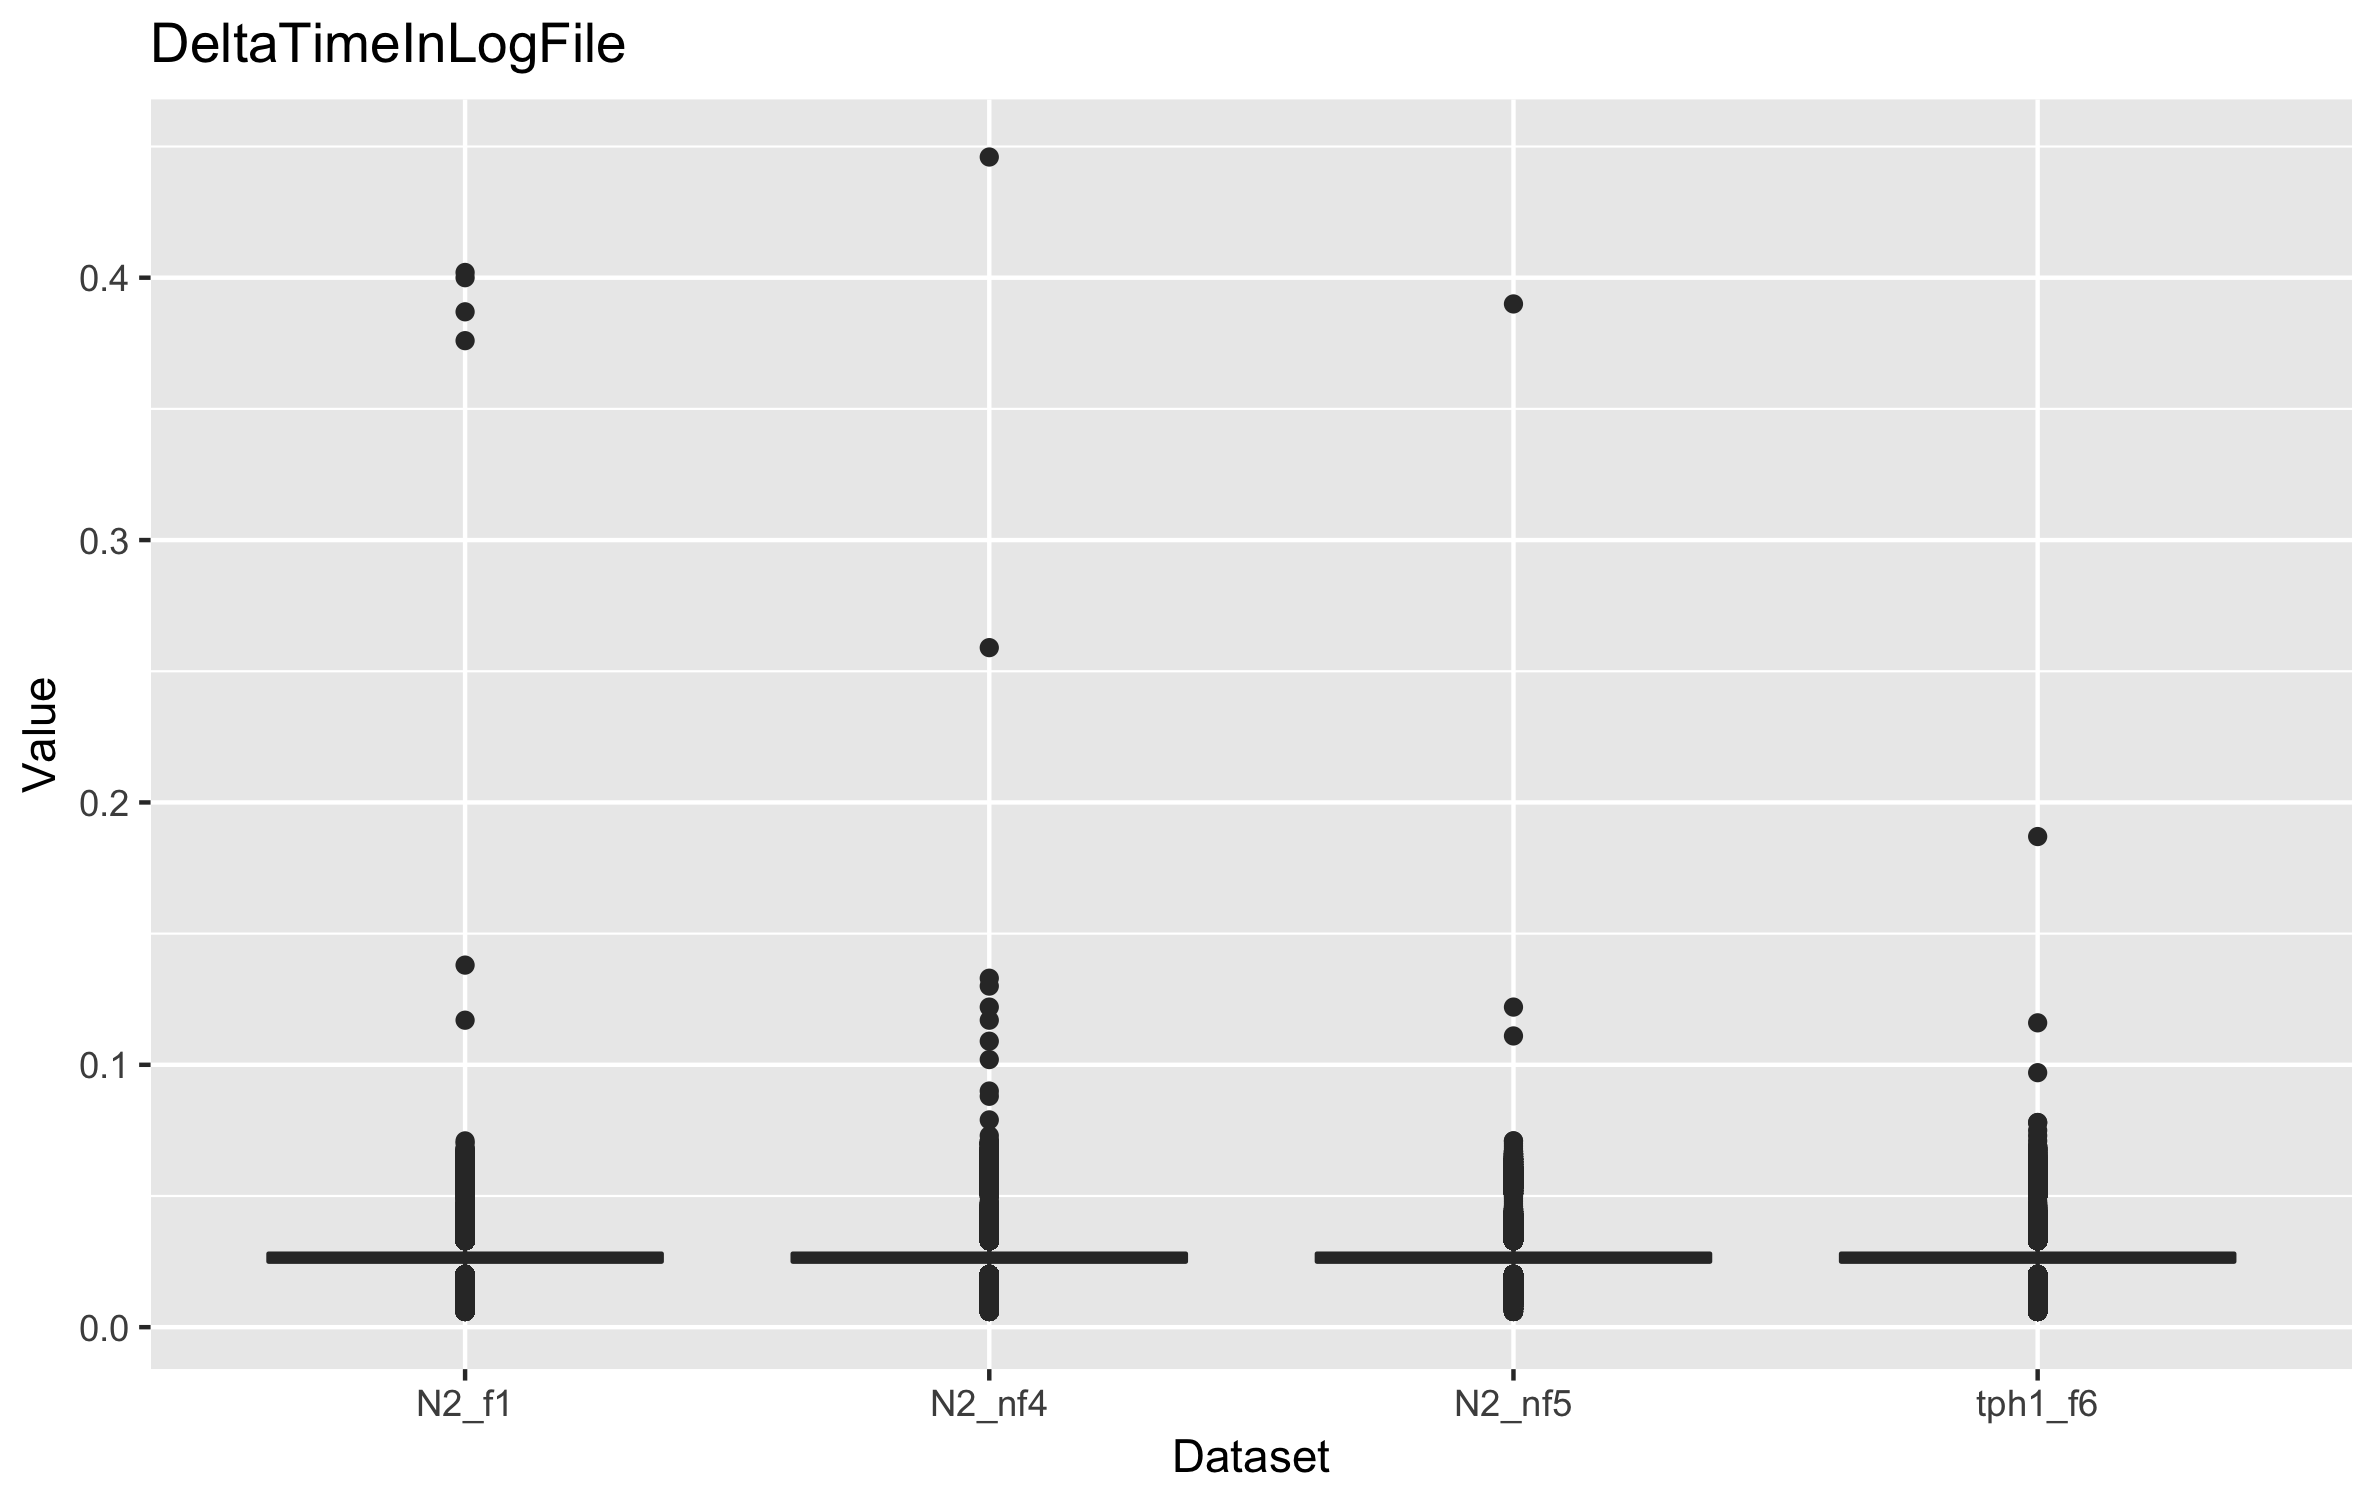 DeltaTimeInLogFile
Value
0.4
0.3
0.2
0.1
0.0
N2_f1 N2_nf4 N2_nf5 tph1_f6
Dataset